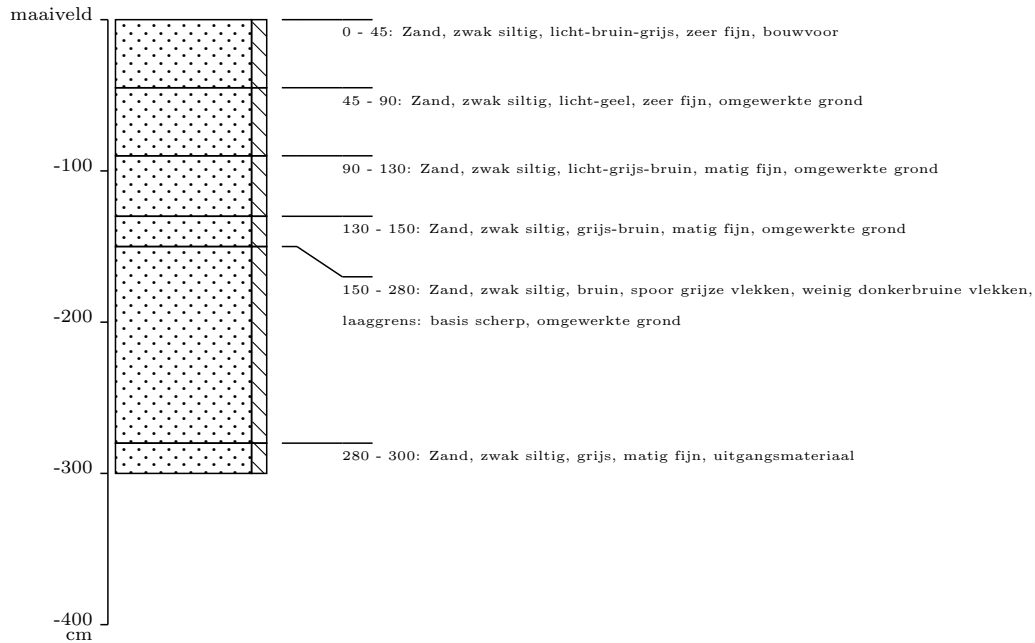 maaiveld
0 - 45: Zand, zwak siltig, licht-bruin-grijs, zeer fijn, bouwvoor
45 - 90: Zand, zwak siltig, licht-geel, zeer fijn, omgewerkte grond
-100
90 - 130: Zand, zwak siltig, licht-grijs-bruin, matig fijn, omgewerkte grond
130 - 150: Zand, zwak siltig, grijs-bruin, matig fijn, omgewerkte grond
150 - 280: Zand, zwak siltig, bruin, spoor grijze vlekken, weinig donkerbruine vlekken,
laaggrens: basis scherp, omgewerkte grond
-200
280 - 300: Zand, zwak siltig, grijs, matig fijn, uitgangsmateriaal
-300
-400
cm